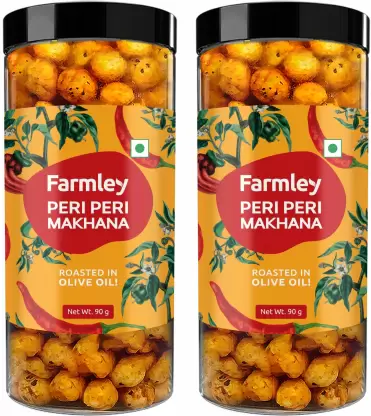 Farmley
PERI PERI
MAKHANA
ROASTED IN
OLIVE OIL!
Net Wt. 90 g
Farmley
PERI PERI
MAKHANA
ROASTED IN
OLIVE OIL!
Net Wt. 90 g